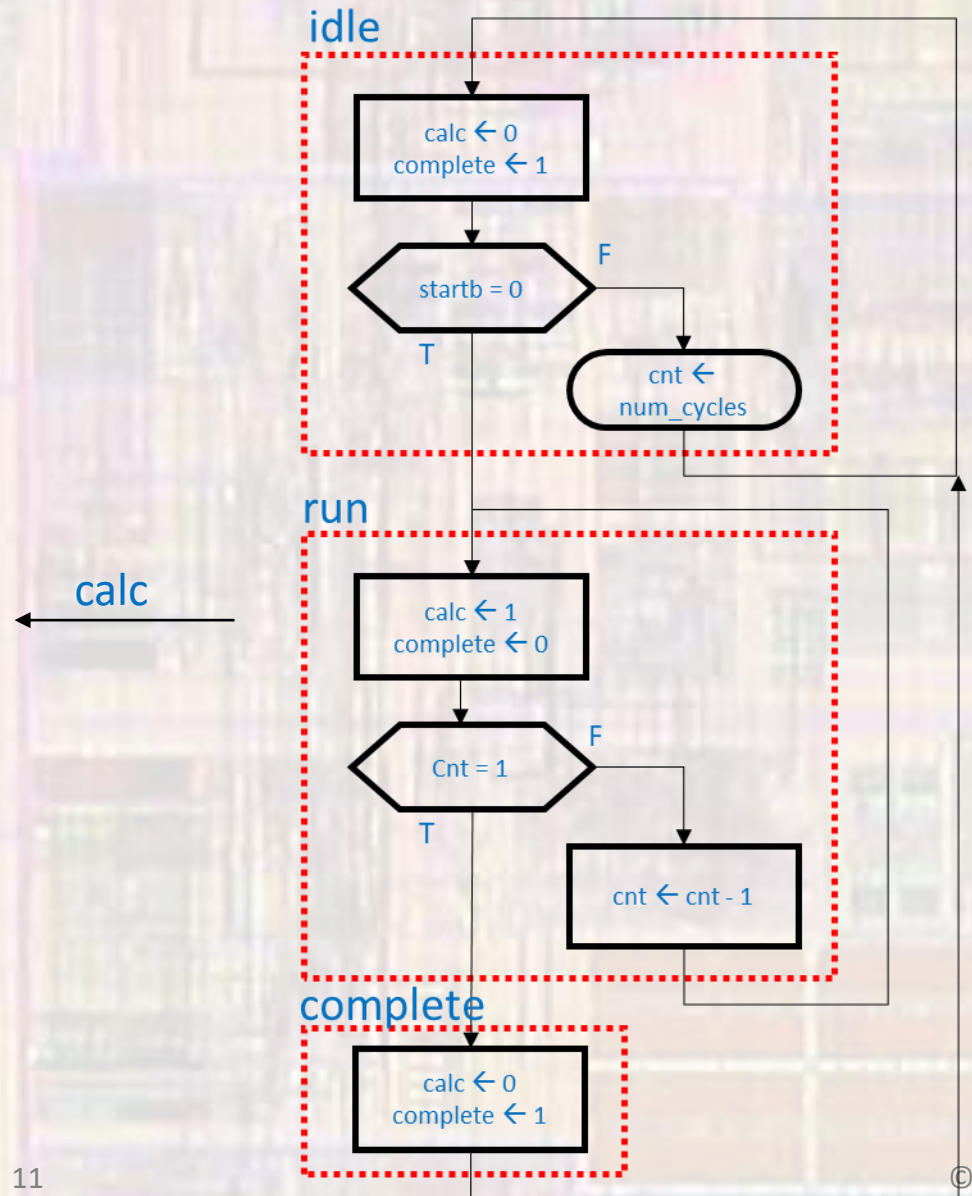 idle
calc ← 0
complete ← 1
startb = 0
F
T
cnt ←
num_cycles
run
calc
calc ← 1
complete ← 0
Cnt = 1
F
T
cnt ← cnt - 1
complete
calc ← 0
complete ← 1
11
©